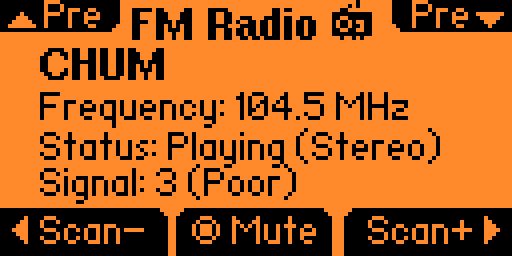 Pre FM Radio Pre
CHUM
Frequency: 104.5 MHz
Status: Playing (Stereo)
Signal: 3 (Poor)
Scan- Mute Scan+